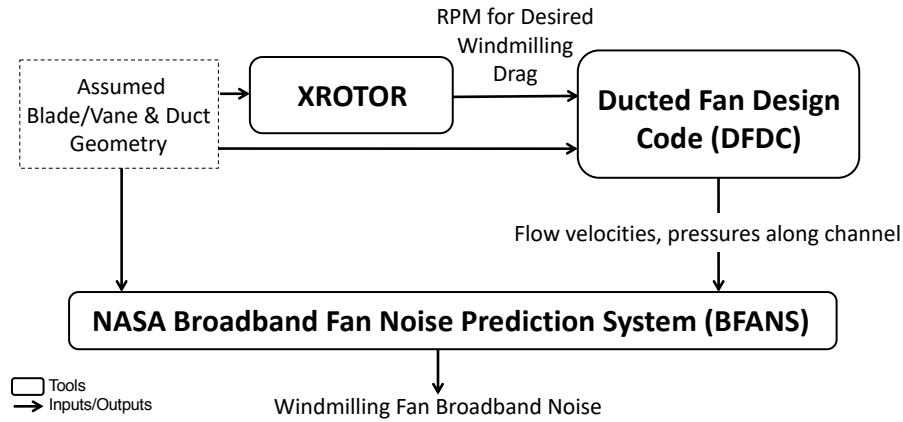 RPM for Desired
Windmilling
Drag
Assumed
Blade/Vane & Duct
Geometry
XROTOR
Ducted Fan Design
Code (DFDC)
Flow velocities, pressures along channel
NASA Broadband Fan Noise Prediction System (BFANS)
Tools
Inputs/Outputs
Windmilling Fan Broadband Noise